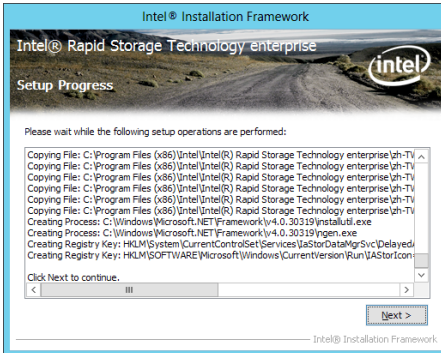 Intel® Installation Framework
Intel® Rapid Storage Technology enterprise
(intel)
Setup Progress
Please wait while the following setup operations are performed:
Copying File: C:\Program Files (x86)\Intel\Intel(R) Rapid Storage Technology enterprise\zh-TW
Copying File: C:\Program Files (x86)\Intel\Intel(R) Rapid Storage Technology enterprise\zh-TW
Copying File: C:\Program Files (x86)\Intel\Intel(R) Rapid Storage Technology enterprise\zh-TW
Copying File: C:\Program Files (x86)\Intel\Intel(R) Rapid Storage Technology enterprise\zh-TW
Copying File: C:\Program Files (x86)\Intel\Intel(R) Rapid Storage Technology enterprise\zh-TW
Copying File: C:\Program Files (x86)\Intel\Intel(R) Rapid Storage Technology enterprise\zh-TW
Creating Process: C:\Windows\Microsoft.NET\Framework\v4.0.30319\installutil.exe
Creating Process: C:\Windows\Microsoft.NET\Framework\v4.0.30319\ngen.exe
Creating Registry Key: HKLM\System\CurrentControlSet\Services\IaStorDataMgrSvc\Delayed
Creating Registry Key: HKLM\SOFTWARE\Microsoft\Windows\CurrentVersion\Run\IAStorIcon=
Click Next to continue.
Next >
Intel® Installation Framework